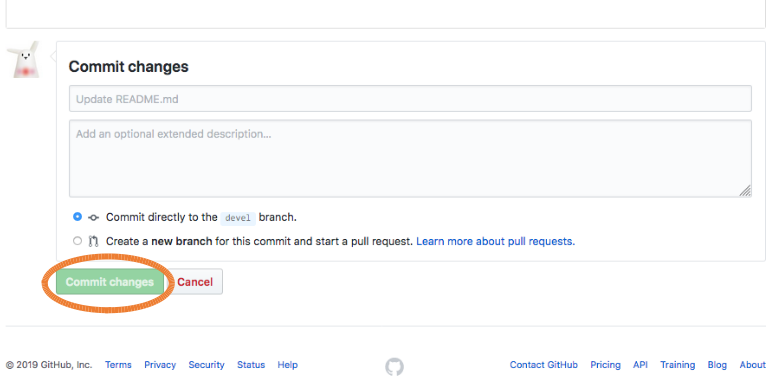 Commit changes
Update README.md
Add an optional extended description...
Commit directly to the devel branch.
Create a new branch for this commit and start a pull request. Learn more about pull requests.
Commit changes Cancel
© 2019 GitHub, Inc. Terms Privacy Security Status Help Contact GitHub Pricing API Training Blog About